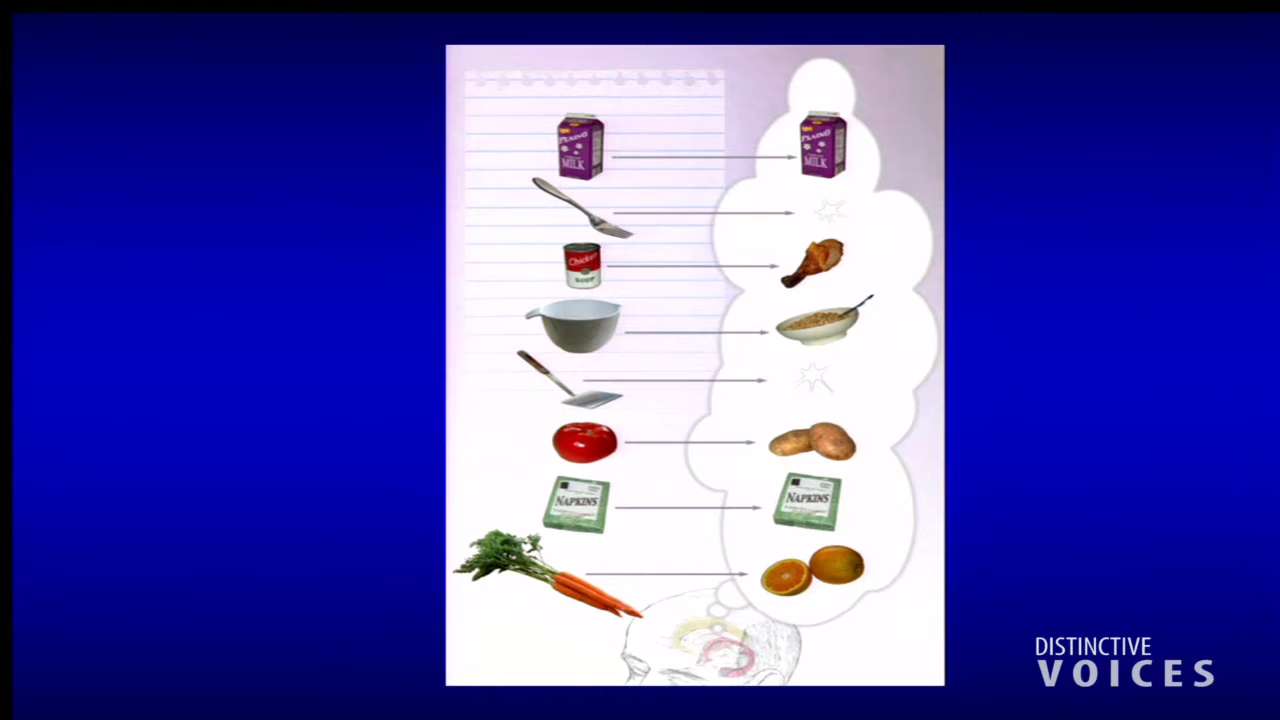 MILK
MILK
Chicken
SOUP
NAPKINS
NAPKINS
DISTINCTIVE
VOICES